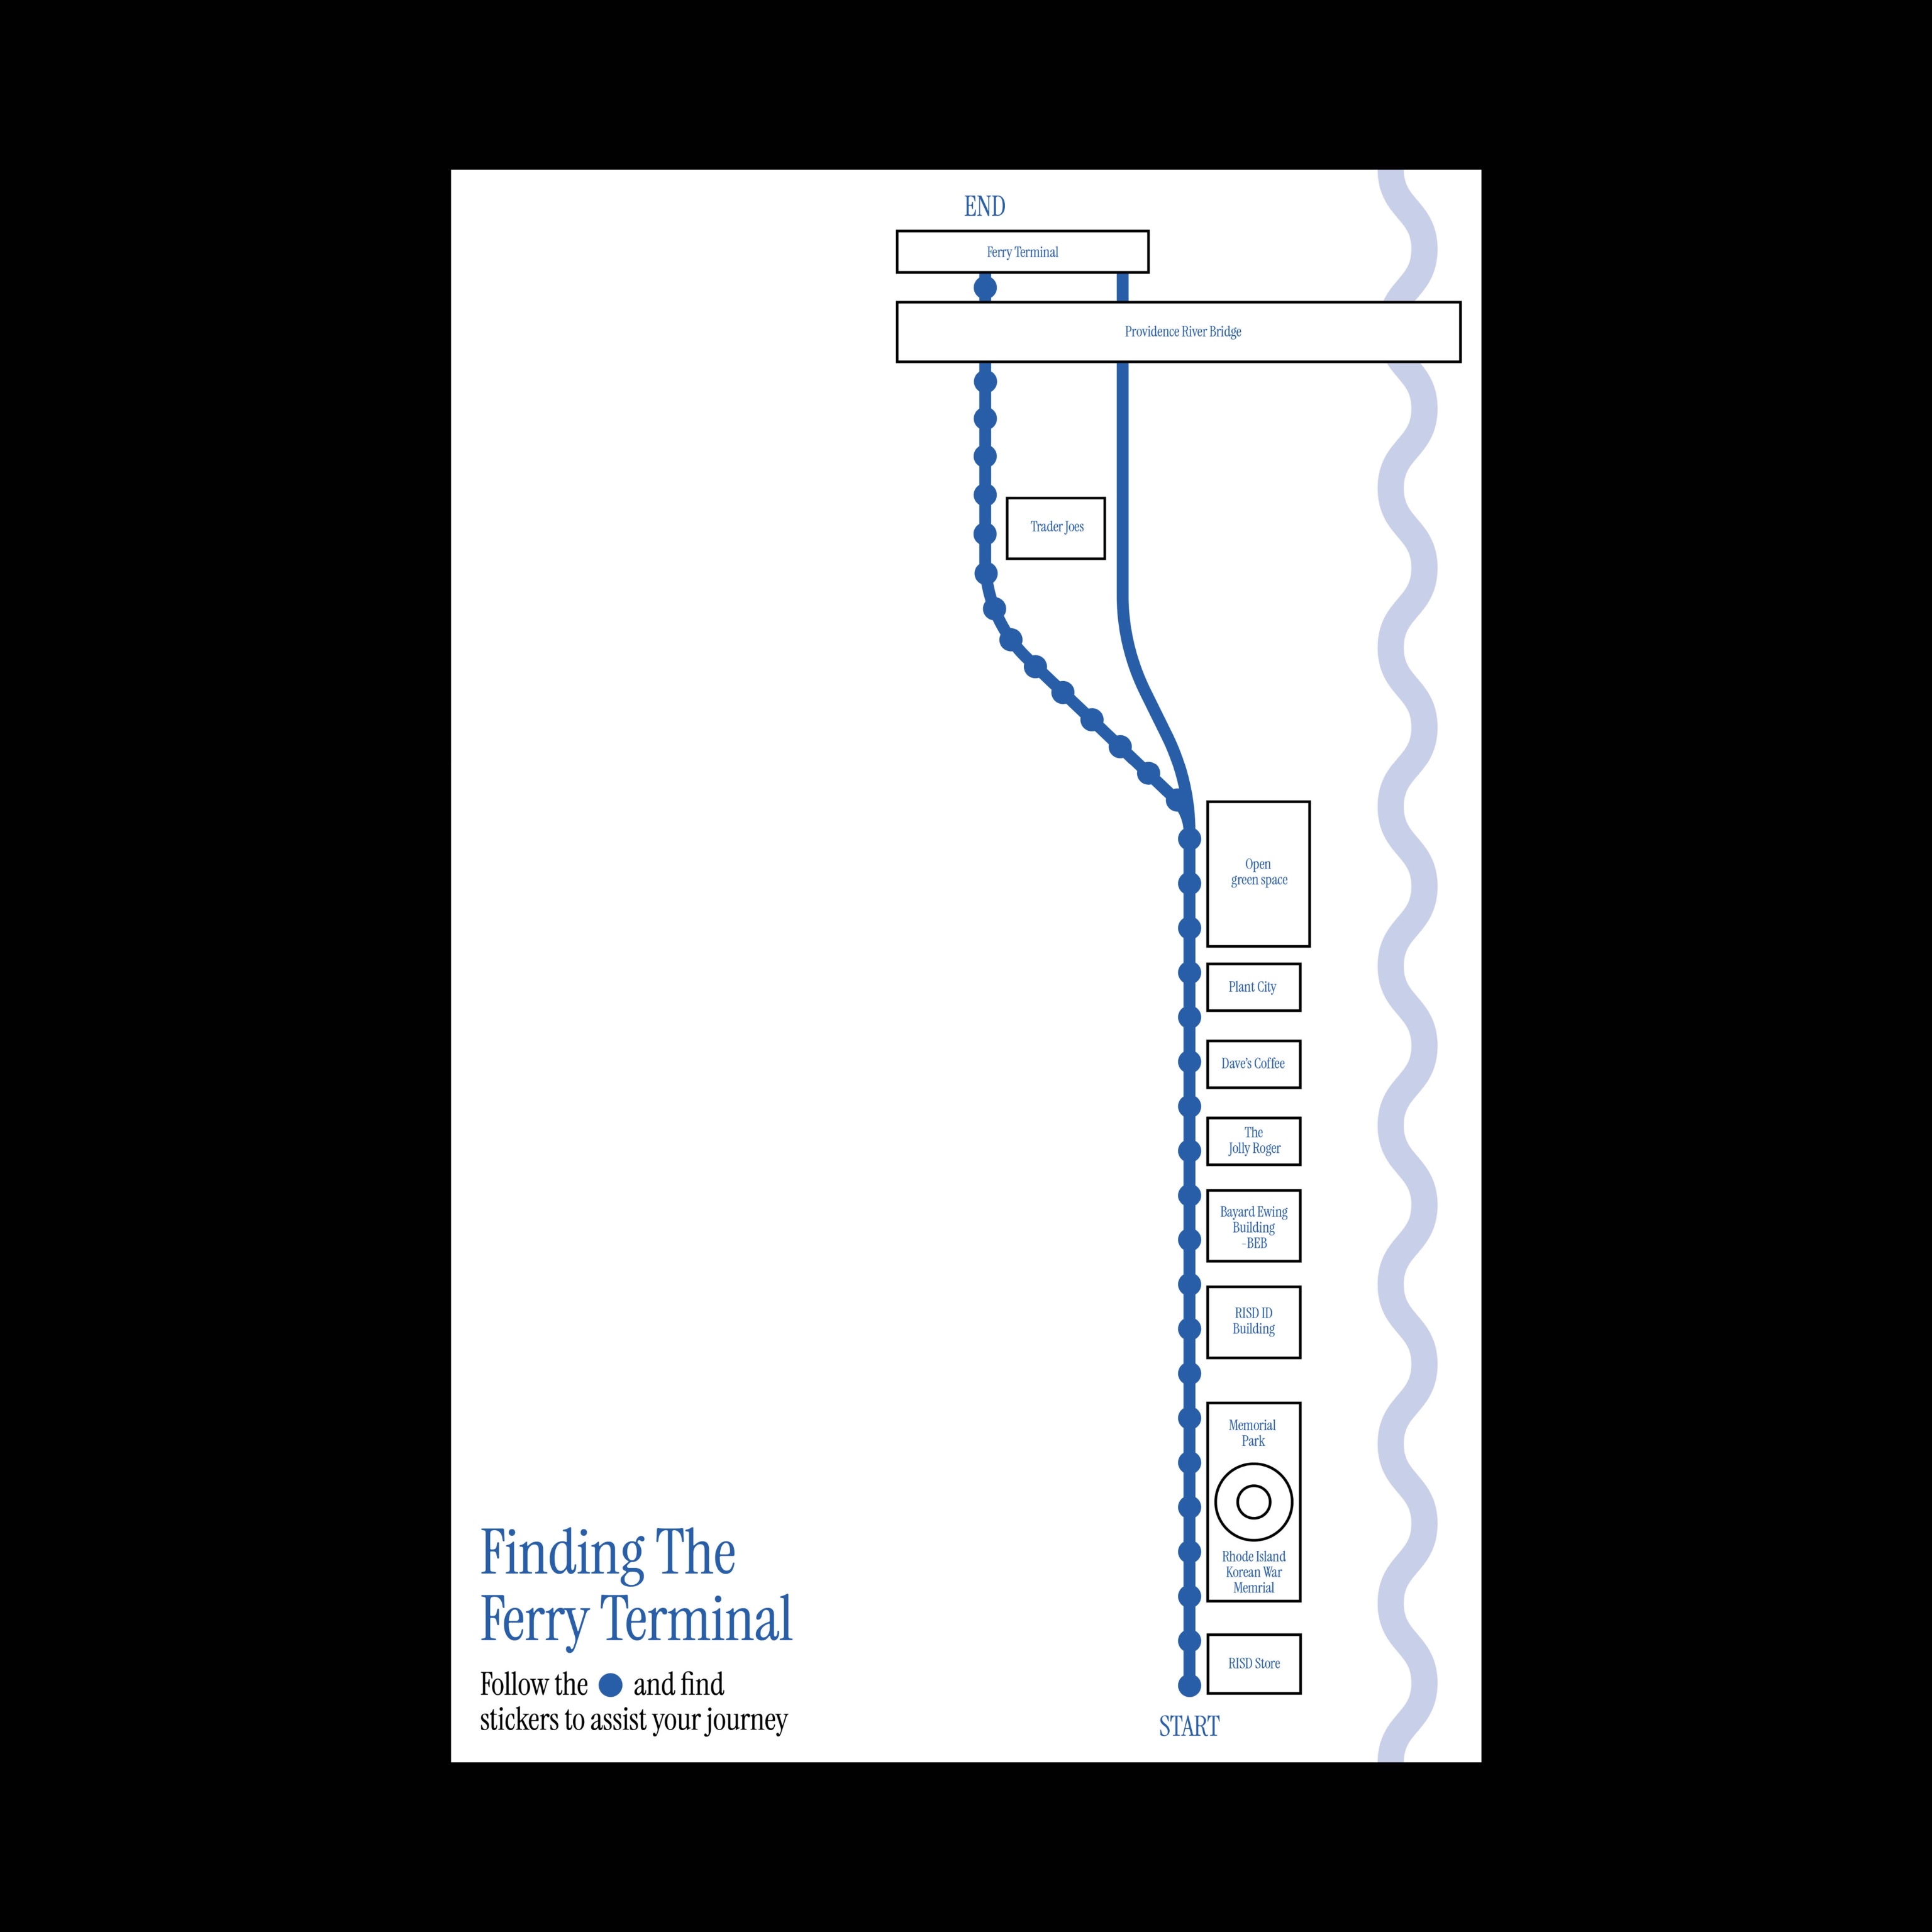 END
Ferry Terminal
Providence River Bridge
Trader Joes
Open
green space
Plant City
Dave's Coffee
The
Jolly Roger
Bayard Ewing
Building
-BEB
RISD ID
Building
Memorial
Park
Rhode Island
Korean War
Memrial
RISD Store
START
Finding The
Ferry Terminal
Follow the and find
stickers to assist your journey